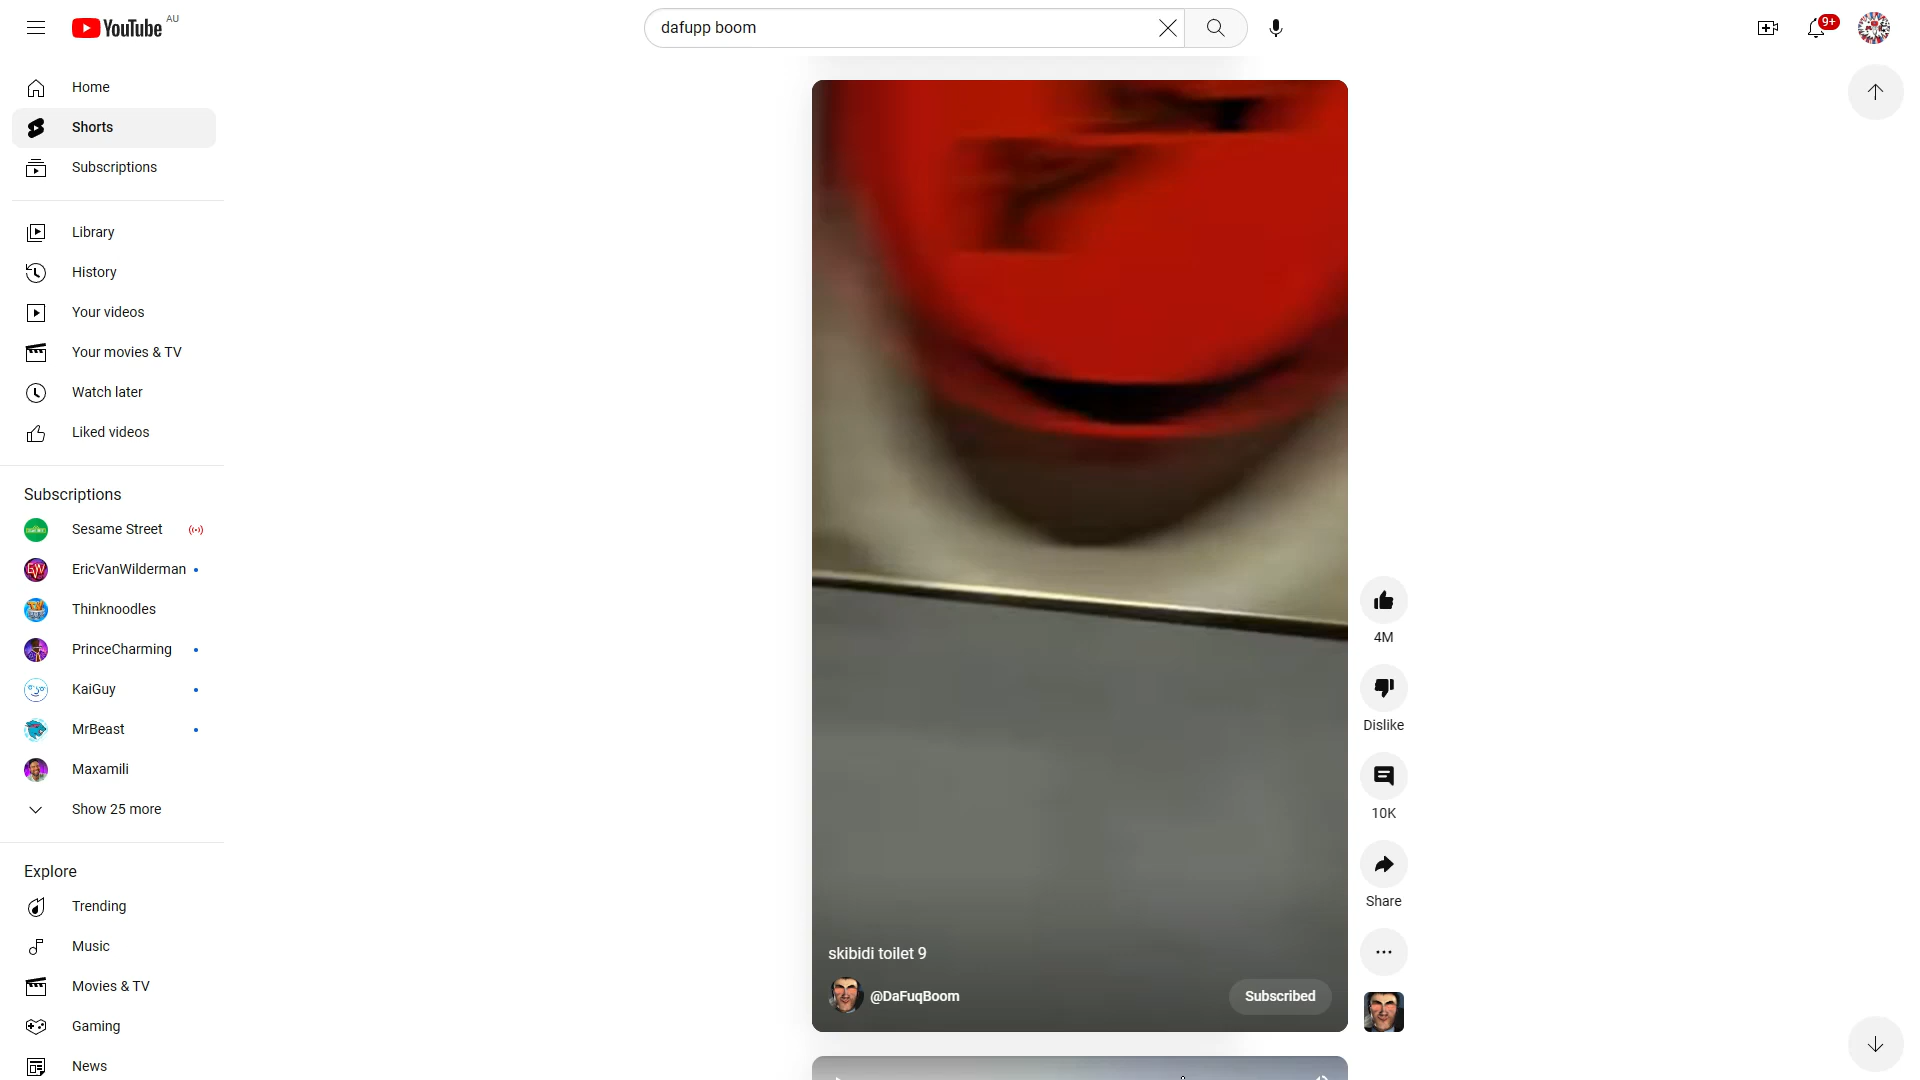 YouTube AU
dafupp boom
9+
Home
Shorts
Subscriptions
Library
History
Your videos
Your movies & TV
Watch later
Liked videos
Subscriptions
Sesame Street
EricVanWilderman
Thinknoodles
PrinceCharming
KaiGuy
MrBeast
Maxamili
Show 25 more
Explore
Trending
Music
Movies & TV
Gaming
News
skibidi toilet 9
@DaFuqBoom
Subscribed
4M
Dislike
10K
Share